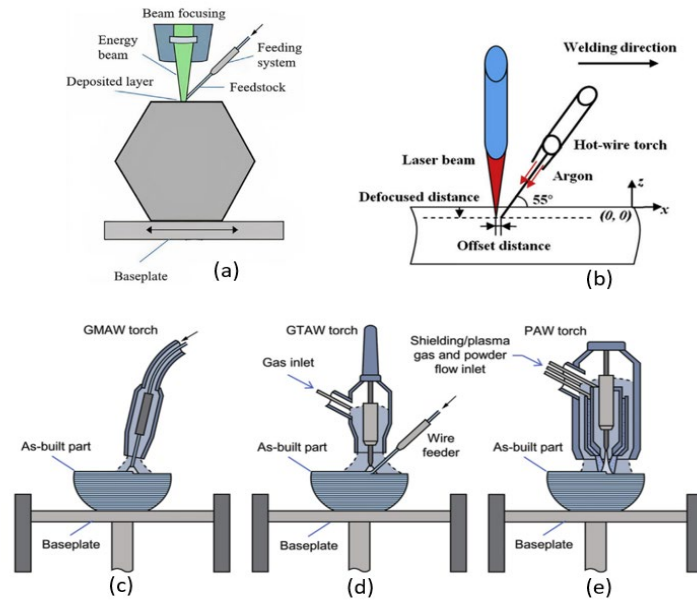 Beam focusing
Energy
beam
Feeding
system
Deposited layer
Feedstock
Baseplate
(a)
Welding direction
Laser beam
Hot-wire torch
Argon
Defocused distance
55°
z
(0, 0)
x
Offset distance
(b)
GMAW torch
As-built part
Baseplate
(c)
GTAW torch
Gas inlet
As-built part
Wire
feeder
Baseplate
(d)
Shielding/plasma
gas and powder
flow inlet
PAW torch
As-built part
Baseplate
(e)